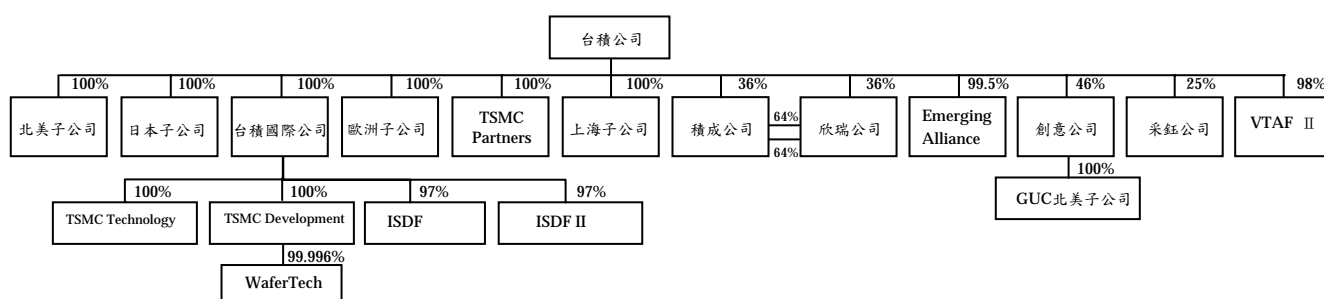 台積公司
100% 100% 100% 100% 100% 100% 36% 36% 99.5% 46% 25% 98%
北美子公司 日本子公司 台積國際公司 歐洲子公司 TSMC Partners 上海子公司 積成公司 64% 64% 欣瑞公司 Emerging Alliance 創意公司 采鈺公司 VTAF II
100% 100% 97% 97% 100%
TSMC Technology TSMC Development ISDF ISDF II GUC北美子公司
99.996%
WaferTech